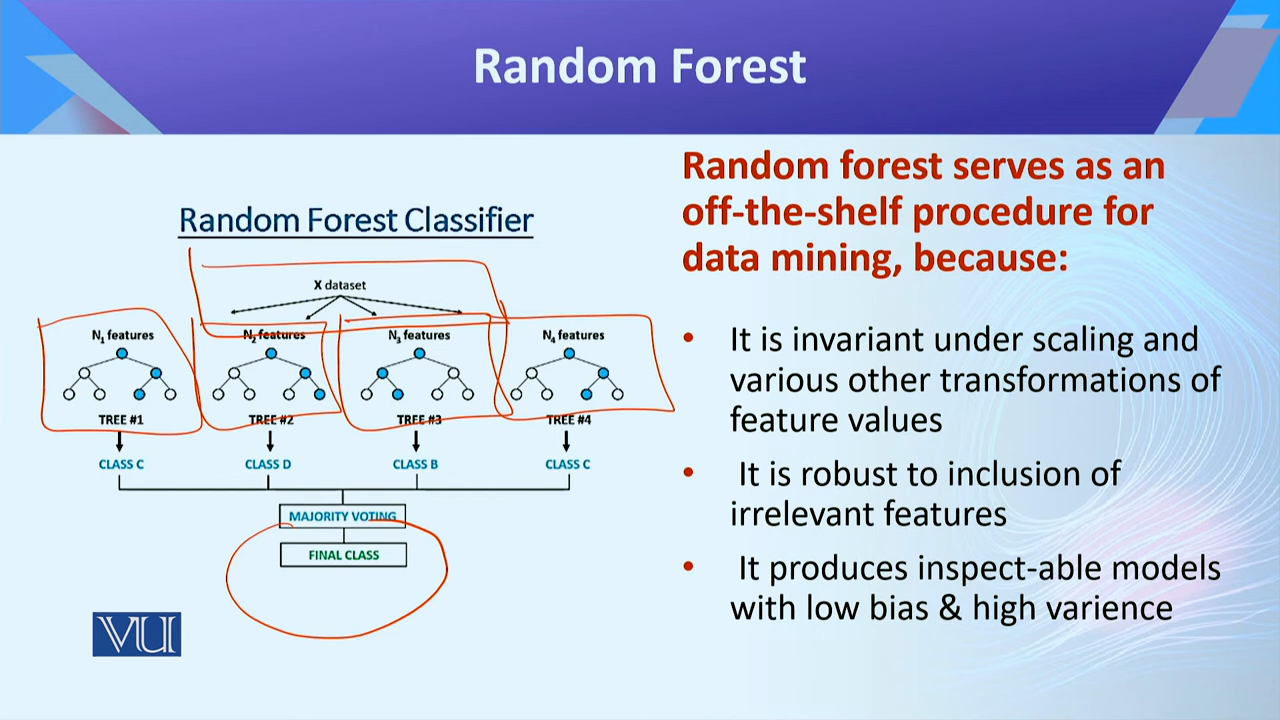 Random Forest
Random Forest Classifier
X dataset
N1 features
N2 features
N3 features
N4 features
TREE #1
TREE #2
TREE #3
TREE #4
CLASS C
CLASS D
CLASS B
CLASS C
MAJORITY VOTING
FINAL CLASS
VU
Random forest serves as an
off-the-shelf procedure for
data mining, because:
• It is invariant under scaling and
various other transformations of
feature values
• It is robust to inclusion of
irrelevant features
• It produces inspect-able models
with low bias & high varience